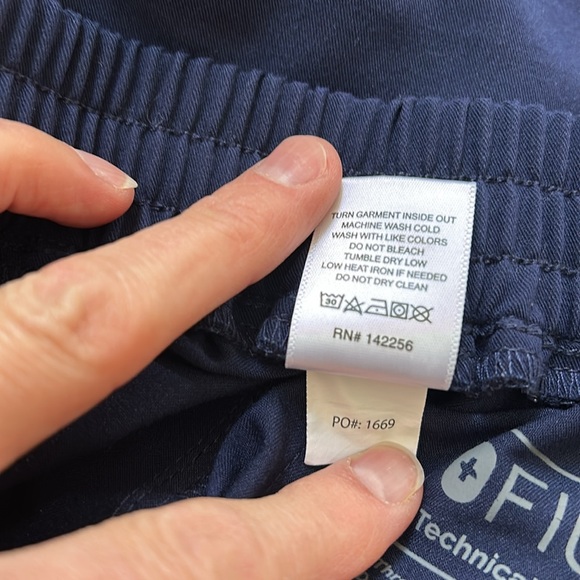 TURN GARMENT INSIDE OUT
MACHINE WASH COLD
WASH WITH LIKE COLORS
DO NOT BLEACH
TUMBLE DRY LOW
LOW HEAT IRON IF NEEDED
DO NOT DRY CLEAN
30
RN# 142256
PO#: 1669
FI
Technica